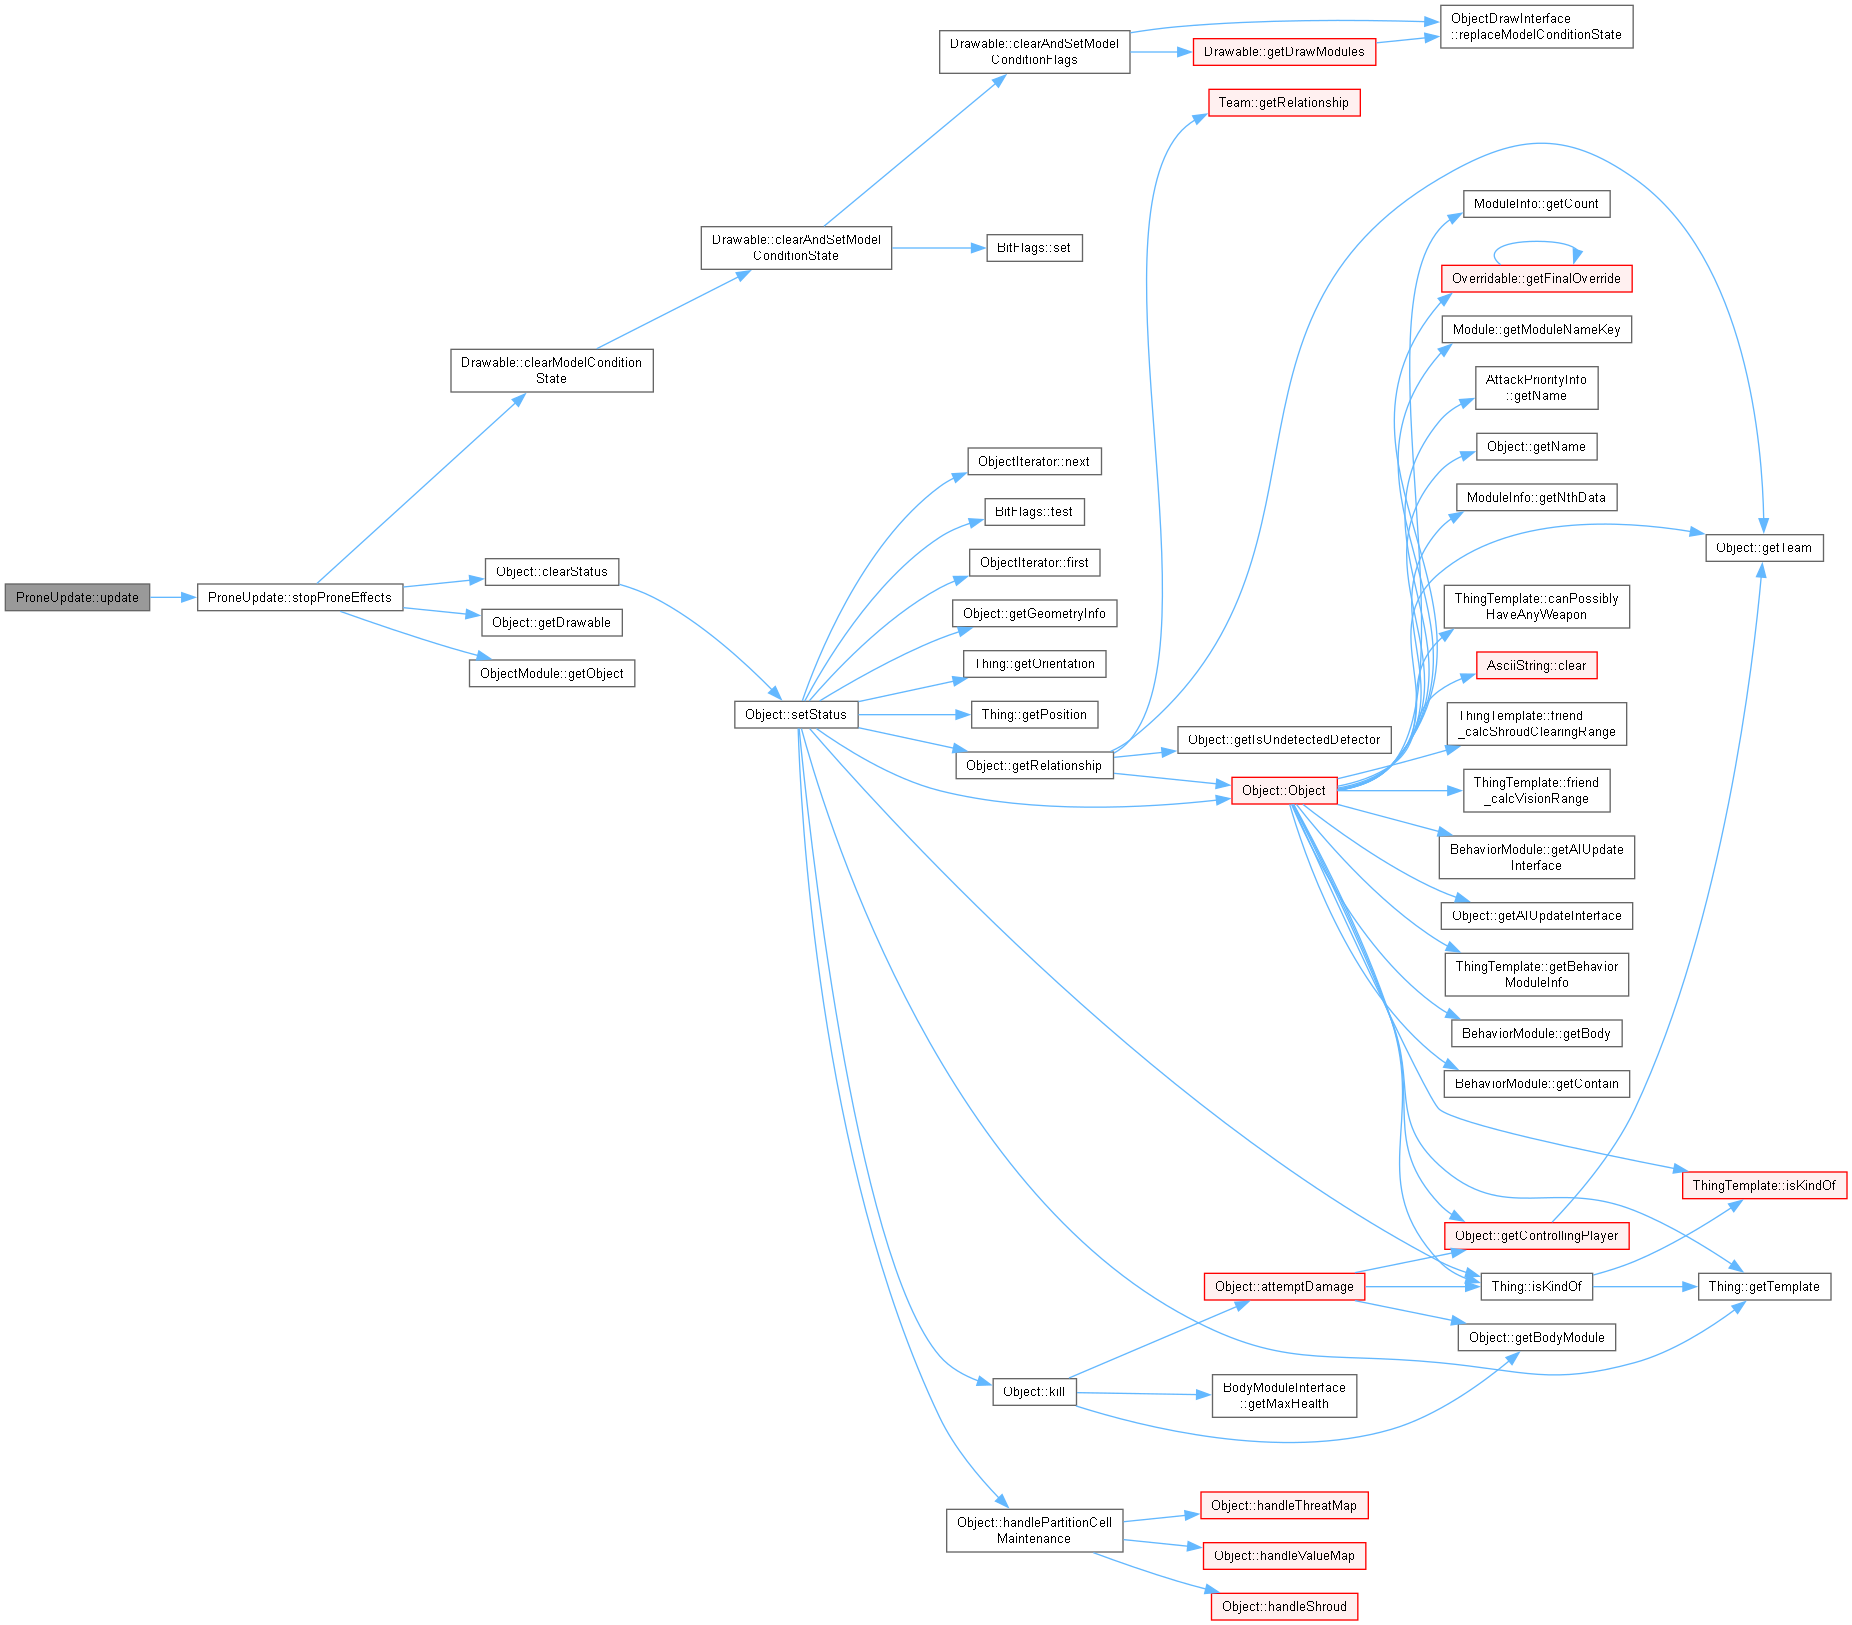 ProneUpdate::update
ProneUpdate::stopProneEffects
Drawable::clearModelCondition
State
Drawable::clearAndSetModel
ConditionState
Drawable::clearAndSetModel
ConditionFlags
ObjectDrawInterface
::replaceModelConditionState
Drawable::getDrawModules
BitFlags::set
Team::getRelationship
Object::clearStatus
Object::getDrawable
ObjectModule::getObject
Object::setStatus
ObjectIterator::next
BitFlags::test
ObjectIterator::first
Object::getGeometryInfo
Thing::getOrientation
Thing::getPosition
Object::getRelationship
Object::getIsUndetectedDefector
Object::Object
ModuleInfo::getCount
Overridable::getFinalOverride
Module::getModuleNameKey
AttackPriorityInfo
::getName
Object::getName
ModuleInfo::getNthData
Object::getTeam
ThingTemplate::canPossibly
HaveAnyWeapon
AsciiString::clear
ThingTemplate::friend
_calcShroudClearingRange
ThingTemplate::friend
_calcVisionRange
BehaviorModule::getAIUpdate
Interface
Object::getAIUpdateInterface
ThingTemplate::getBehavior
ModuleInfo
BehaviorModule::getBody
BehaviorModule::getContain
ThingTemplate::isKindOf
Object::getControllingPlayer
Object::attemptDamage
Thing::isKindOf
Thing::getTemplate
Object::getBodyModule
Object::kill
BodyModuleInterface
::getMaxHealth
Object::handlePartitionCell
Maintenance
Object::handleThreatMap
Object::handleValueMap
Object::handleShroud